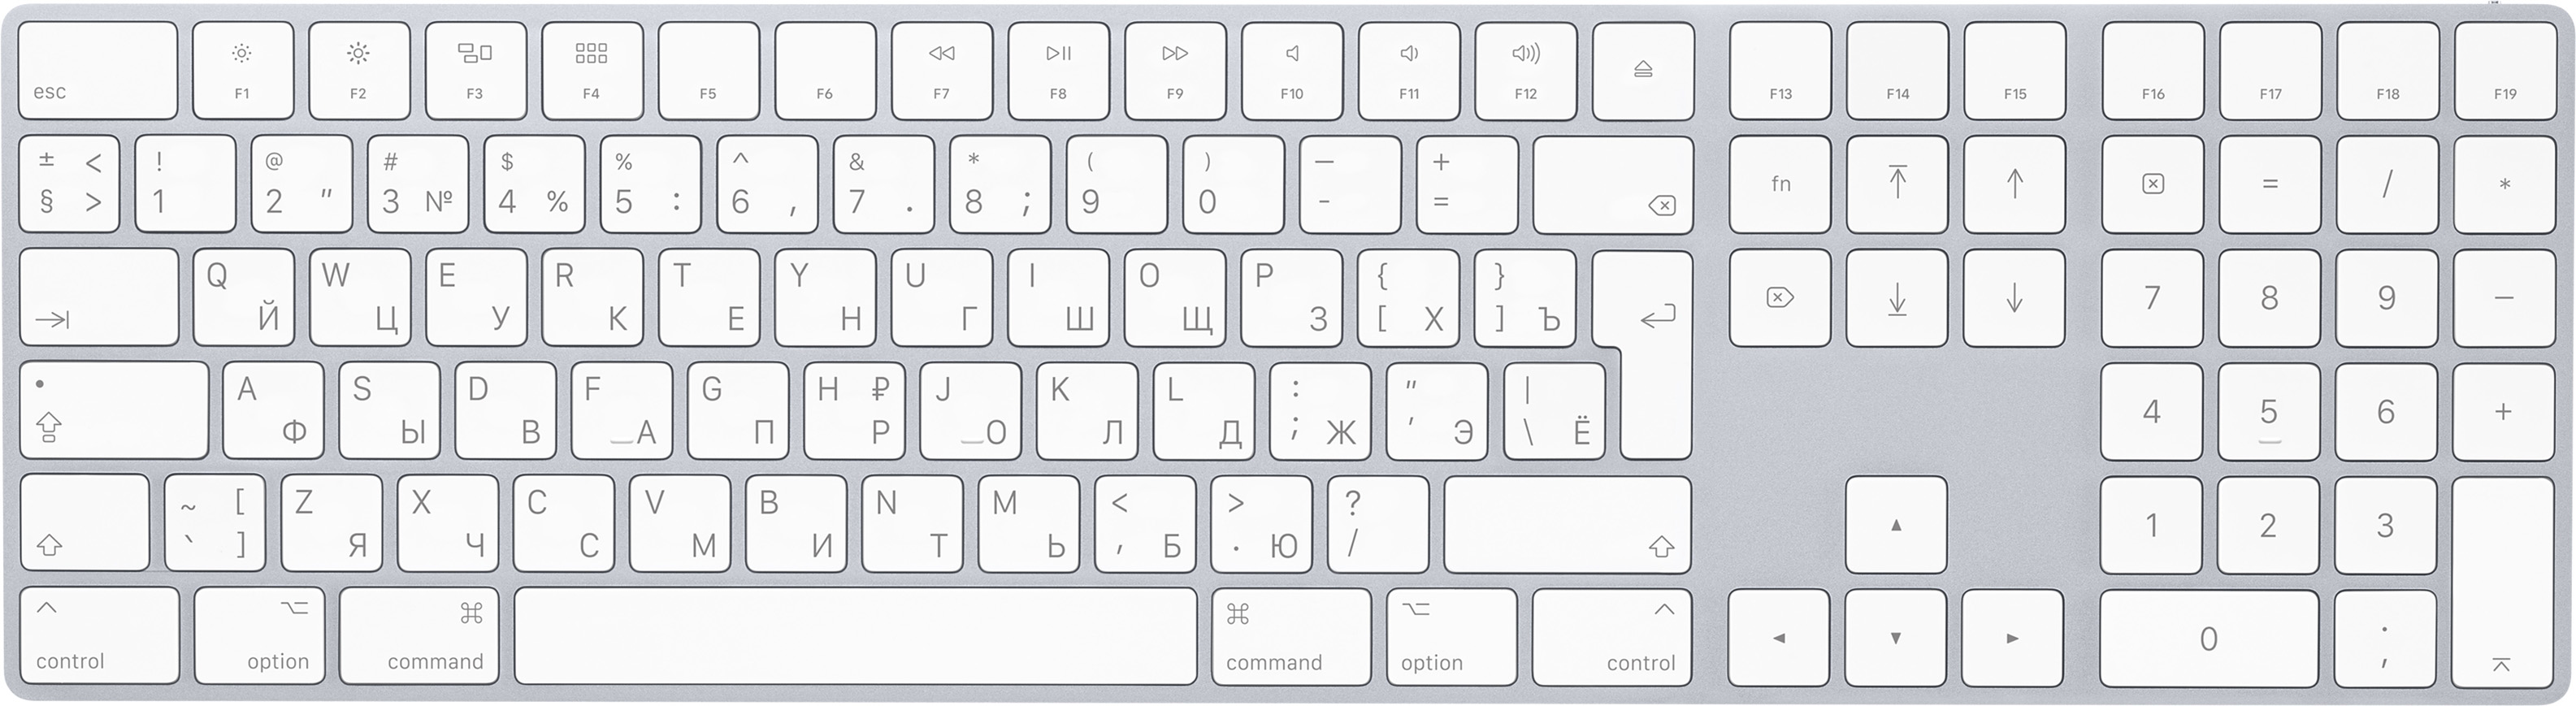 esc F1 F2 F3 F4 F5 F6 F7 F8 F9 F10 F11 F12 F13 F14 F15 F16 F17 F18 F19
± < ! @ # $ % ^ & * ( ) — +
§ > 1 2 " 3 № 4 % 5 : 6 , 7 . 8 ; 9 0 - = fn = / *
Q W E R T Y U I O P { }
Й Ц У К Е Н Г Ш Щ З [ Х ] Ъ 7 8 9 −
A S D F G H ₽ J K L : " |
Ф Ы В А П Р О Л Д ; Ж ' Э \ Ё 4 5 6 +
~ [ Z X C V B N M < > ?
` ] Я Ч С М И Т Ь , Б . Ю / 1 2 3
control option command command option control 0 . ,